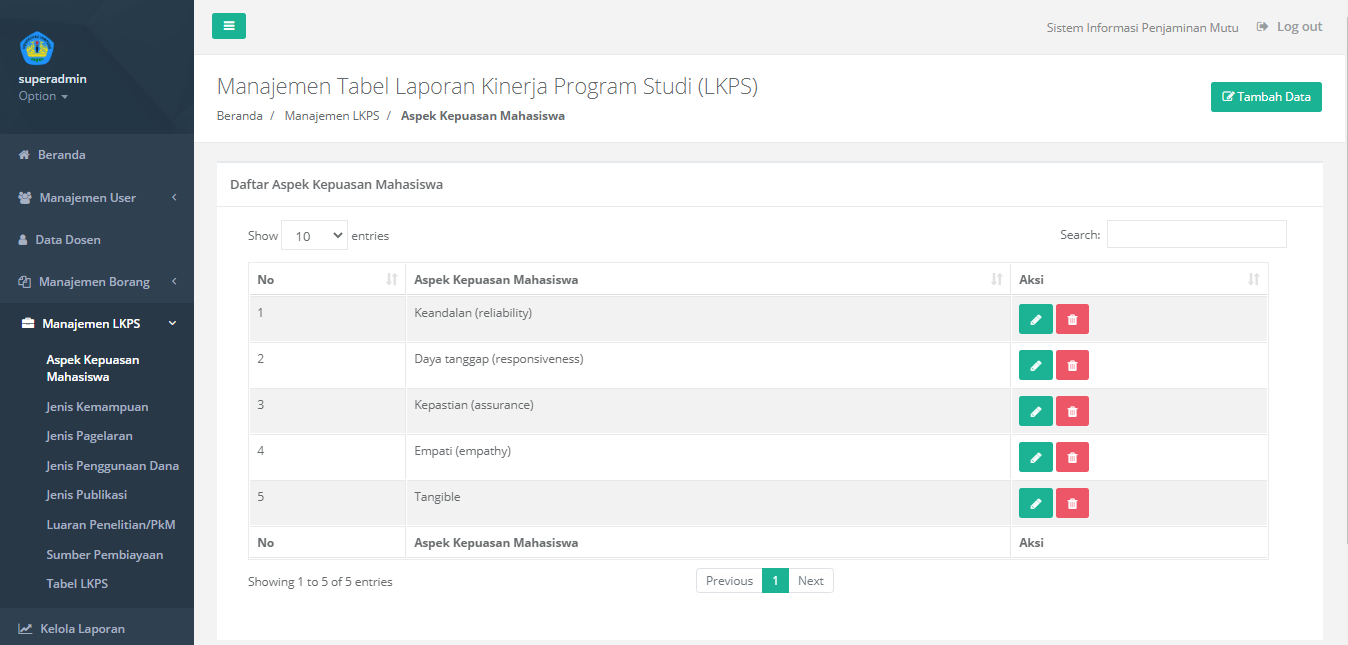 superadmin
Option
Beranda
Manajemen User
Data Dosen
Manajemen Borang
Manajemen LKPS
Aspek Kepuasan
Mahasiswa
Jenis Kemampuan
Jenis Pagelaran
Jenis Penggunaan Dana
Jenis Publikasi
Luaran Penelitian/PkM
Sumber Pembiayaan
Tabel LKPS
Kelola Laporan
Sistem Informasi Penjaminan Mutu Log out
Manajemen Tabel Laporan Kinerja Program Studi (LKPS)
Beranda / Manajemen LKPS / Aspek Kepuasan Mahasiswa
Tambah Data
Daftar Aspek Kepuasan Mahasiswa
Show 10 entries Search:
No Aspek Kepuasan Mahasiswa Aksi
1 Keandalan (reliability)
2 Daya tanggap (responsiveness)
3 Kepastian (assurance)
4 Empati (empathy)
5 Tangible
No Aspek Kepuasan Mahasiswa Aksi
Showing 1 to 5 of 5 entries Previous 1 Next